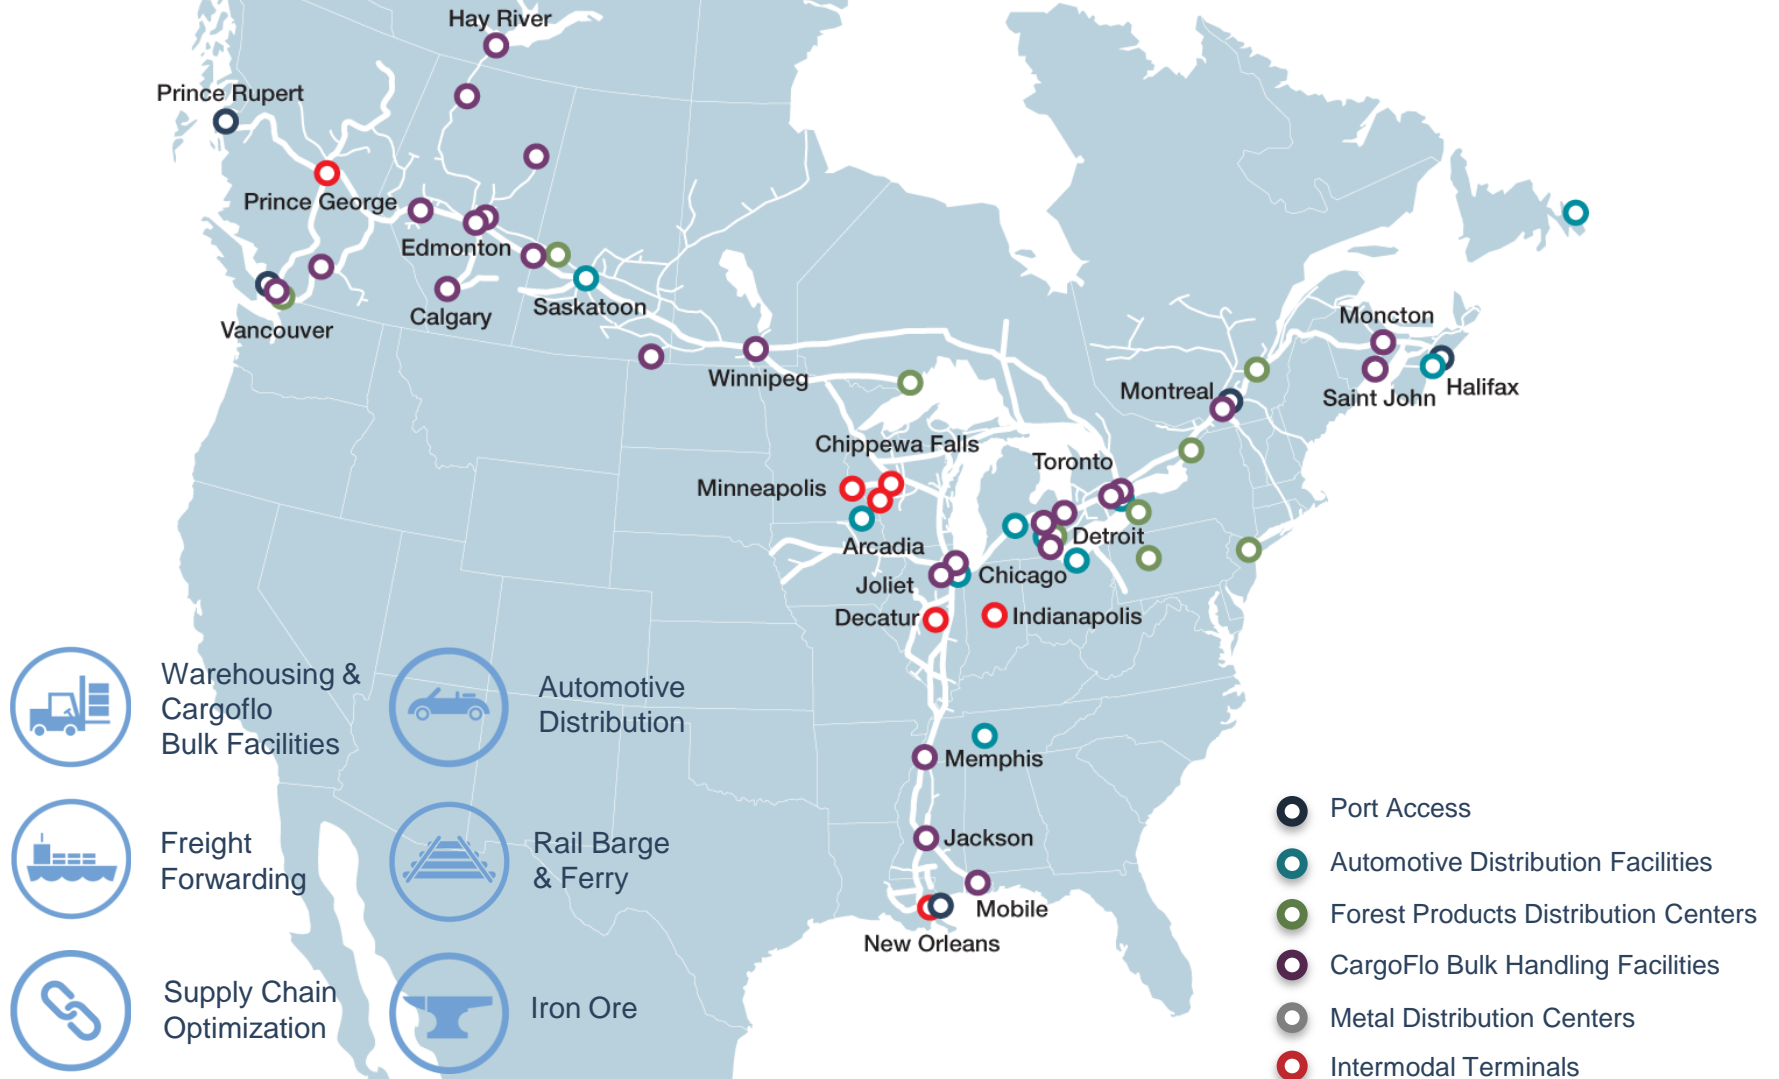 Hay River
Prince Rupert
Prince George
Edmonton
Saskatoon
Calgary
Vancouver
Winnipeg
Moncton
Montreal
Halifax
Saint John
Chippewa Falls
Toronto
Minneapolis
Detroit
Arcadia
Chicago
Joliet
Decatur
Indianapolis
Memphis
Jackson
Mobile
New Orleans
Warehousing &
Cargoflo
Bulk Facilities
Automotive
Distribution
Freight
Forwarding
Rail Barge
& Ferry
Supply Chain
Optimization
Iron Ore
Port Access
Automotive Distribution Facilities
Forest Products Distribution Centers
CargoFlo Bulk Handling Facilities
Metal Distribution Centers
Intermodal Terminals